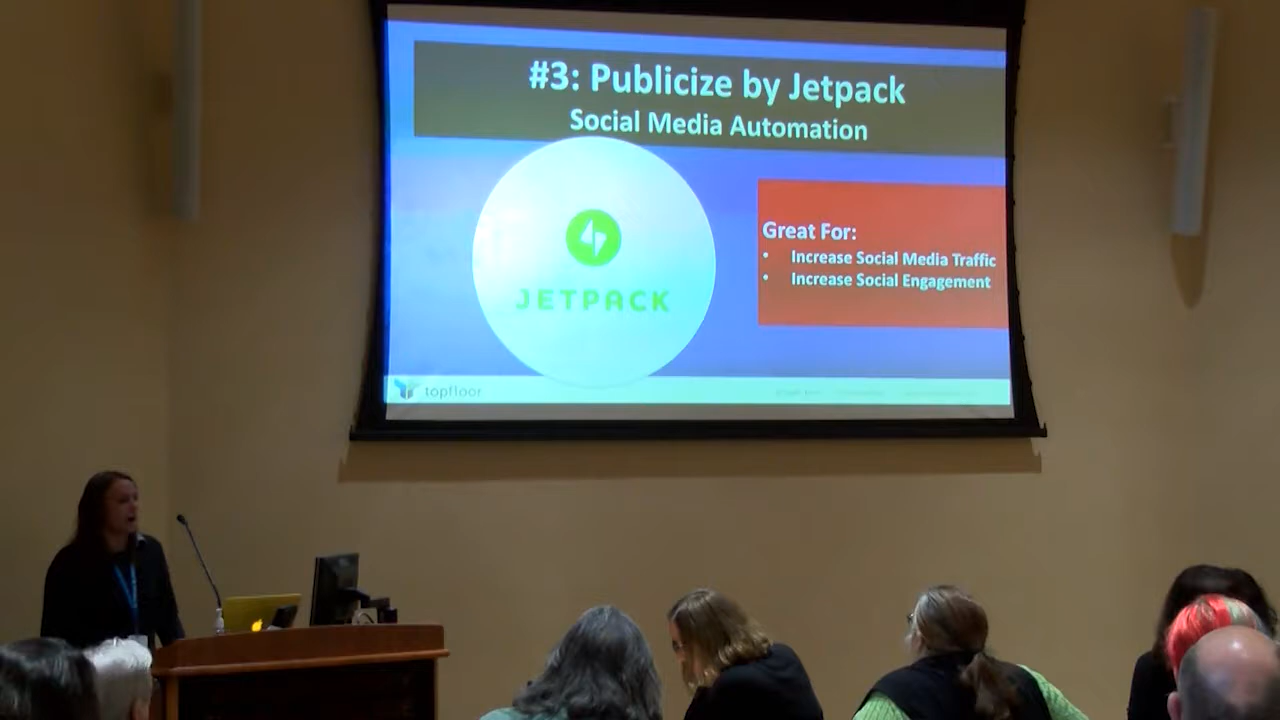 #3: Publicize by Jetpack
Social Media Automation
JETPACK
Great For:
• Increase Social Media Traffic
• Increase Social Engagement
topfloor